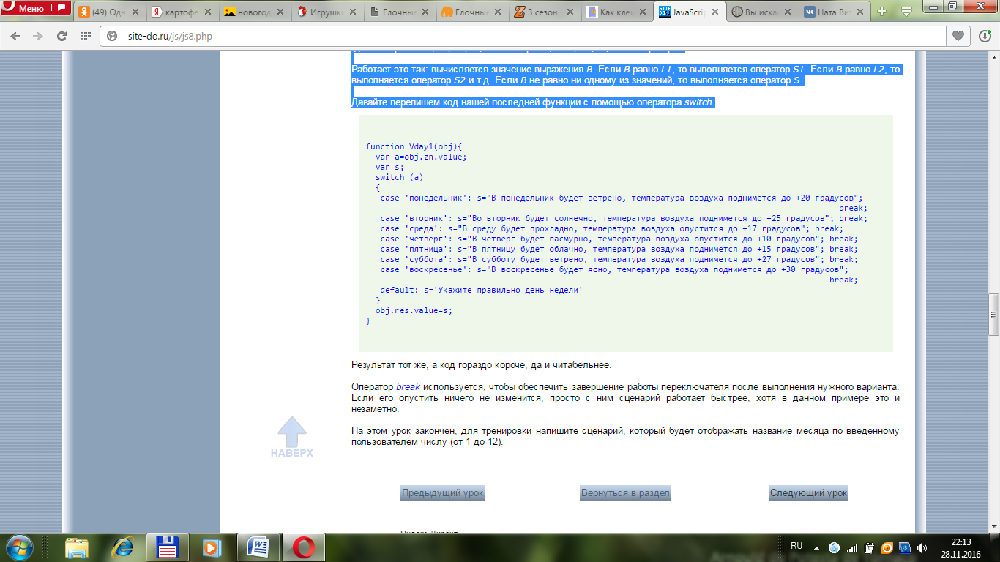 Меню
(49) Одн
картофе
новогод
Игрушк
Елочные
Елочные
3 сезон
Как кле
JavaScrip
Вы иска
Ната Ви
site-do.ru/js/js8.php
Работает это так: вычисляется значение выражения B. Если B равно L1, то выполняется оператор S1. Если B равно L2, то
выполняется оператор S2 и т.д. Если B не равно ни одному из значений, то выполняется оператор S.
Давайте перепишем код нашей последней функции с помощью оператора switch.
function Vday1(obj){
var a=obj.zn.value;
var s;
switch (a)
{
case 'понедельник': s="В понедельник будет ветрено, температура воздуха поднимется до +20 градусов";
break;
case 'вторник': s="Во вторник будет солнечно, температура воздуха поднимется до +25 градусов"; break;
case 'среда': s="В среду будет прохладно, температура воздуха опустится до +17 градусов"; break;
case 'четверг': s="В четверг будет пасмурно, температура воздуха опустится до +10 градусов"; break;
case 'пятница': s="В пятницу будет облачно, температура воздуха поднимется до +15 градусов"; break;
case 'суббота': s="В субботу будет ветрено, температура воздуха поднимется до +27 градусов"; break;
case 'воскресенье': s="В воскресенье будет ясно, температура воздуха поднимется до +30 градусов";
break;
default: s='Укажите правильно день недели'
}
obj.res.value=s;
}
Результат тот же, а код гораздо короче, да и читабельнее.
Оператор break используется, чтобы обеспечить завершение работы переключателя после выполнения нужного варианта.
Если его опустить ничего не изменится, просто с ним сценарий работает быстрее, хотя в данном примере это и
незаметно.
На этом урок закончен, для тренировки напишите сценарий, который будет отображать название месяца по введенному
пользователем числу (от 1 до 12).
НАВЕРХ
Предыдущий урок
Вернуться в раздел
Следующий урок
Яндекс.Директ
RU
22:13
28.11.2016